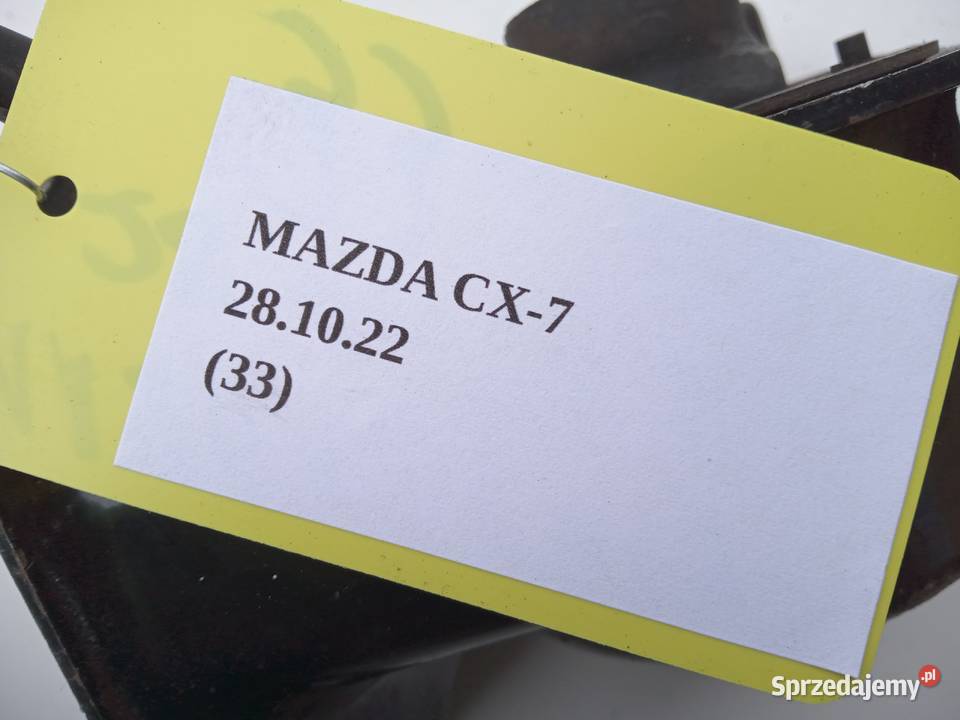 MAZDA CX-7
28.10.22
(33)
Sprzedajemy.pl